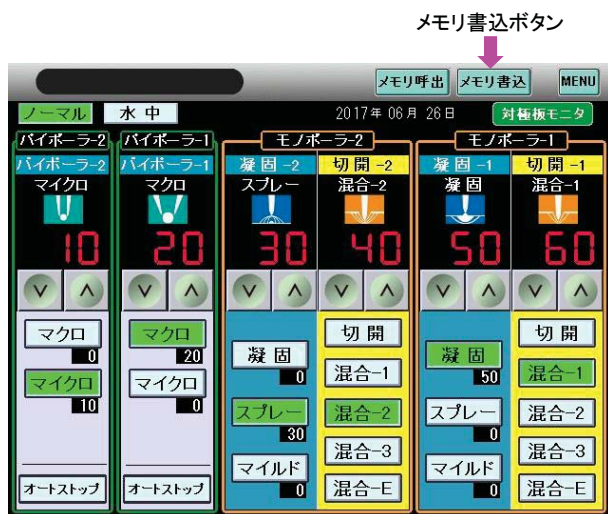 メモリ書込ボタン
メモリ呼出 メモリ書込 MENU
ノーマル 水中 2017年06月26日 対極板モニタ
バイポーラ-2 バイポーラ-1 モノポーラ-2 モノポーラ-1
バイポーラ-2 バイポーラ-1 凝固-2 切開-2 凝固-1 切開-1
マイクロ マクロ スプレー 混合-2 凝固 混合-1
10 20 30 40 50 60
マクロ
0
マイクロ
10
オートストップ
マクロ
20
マイクロ
0
オートストップ
凝固
0
スプレー
30
マイルド
0
切開
混合-1
混合-2
混合-3
混合-E
凝固
50
スプレー
0
マイルド
0
切開
混合-1
混合-2
混合-3
混合-E